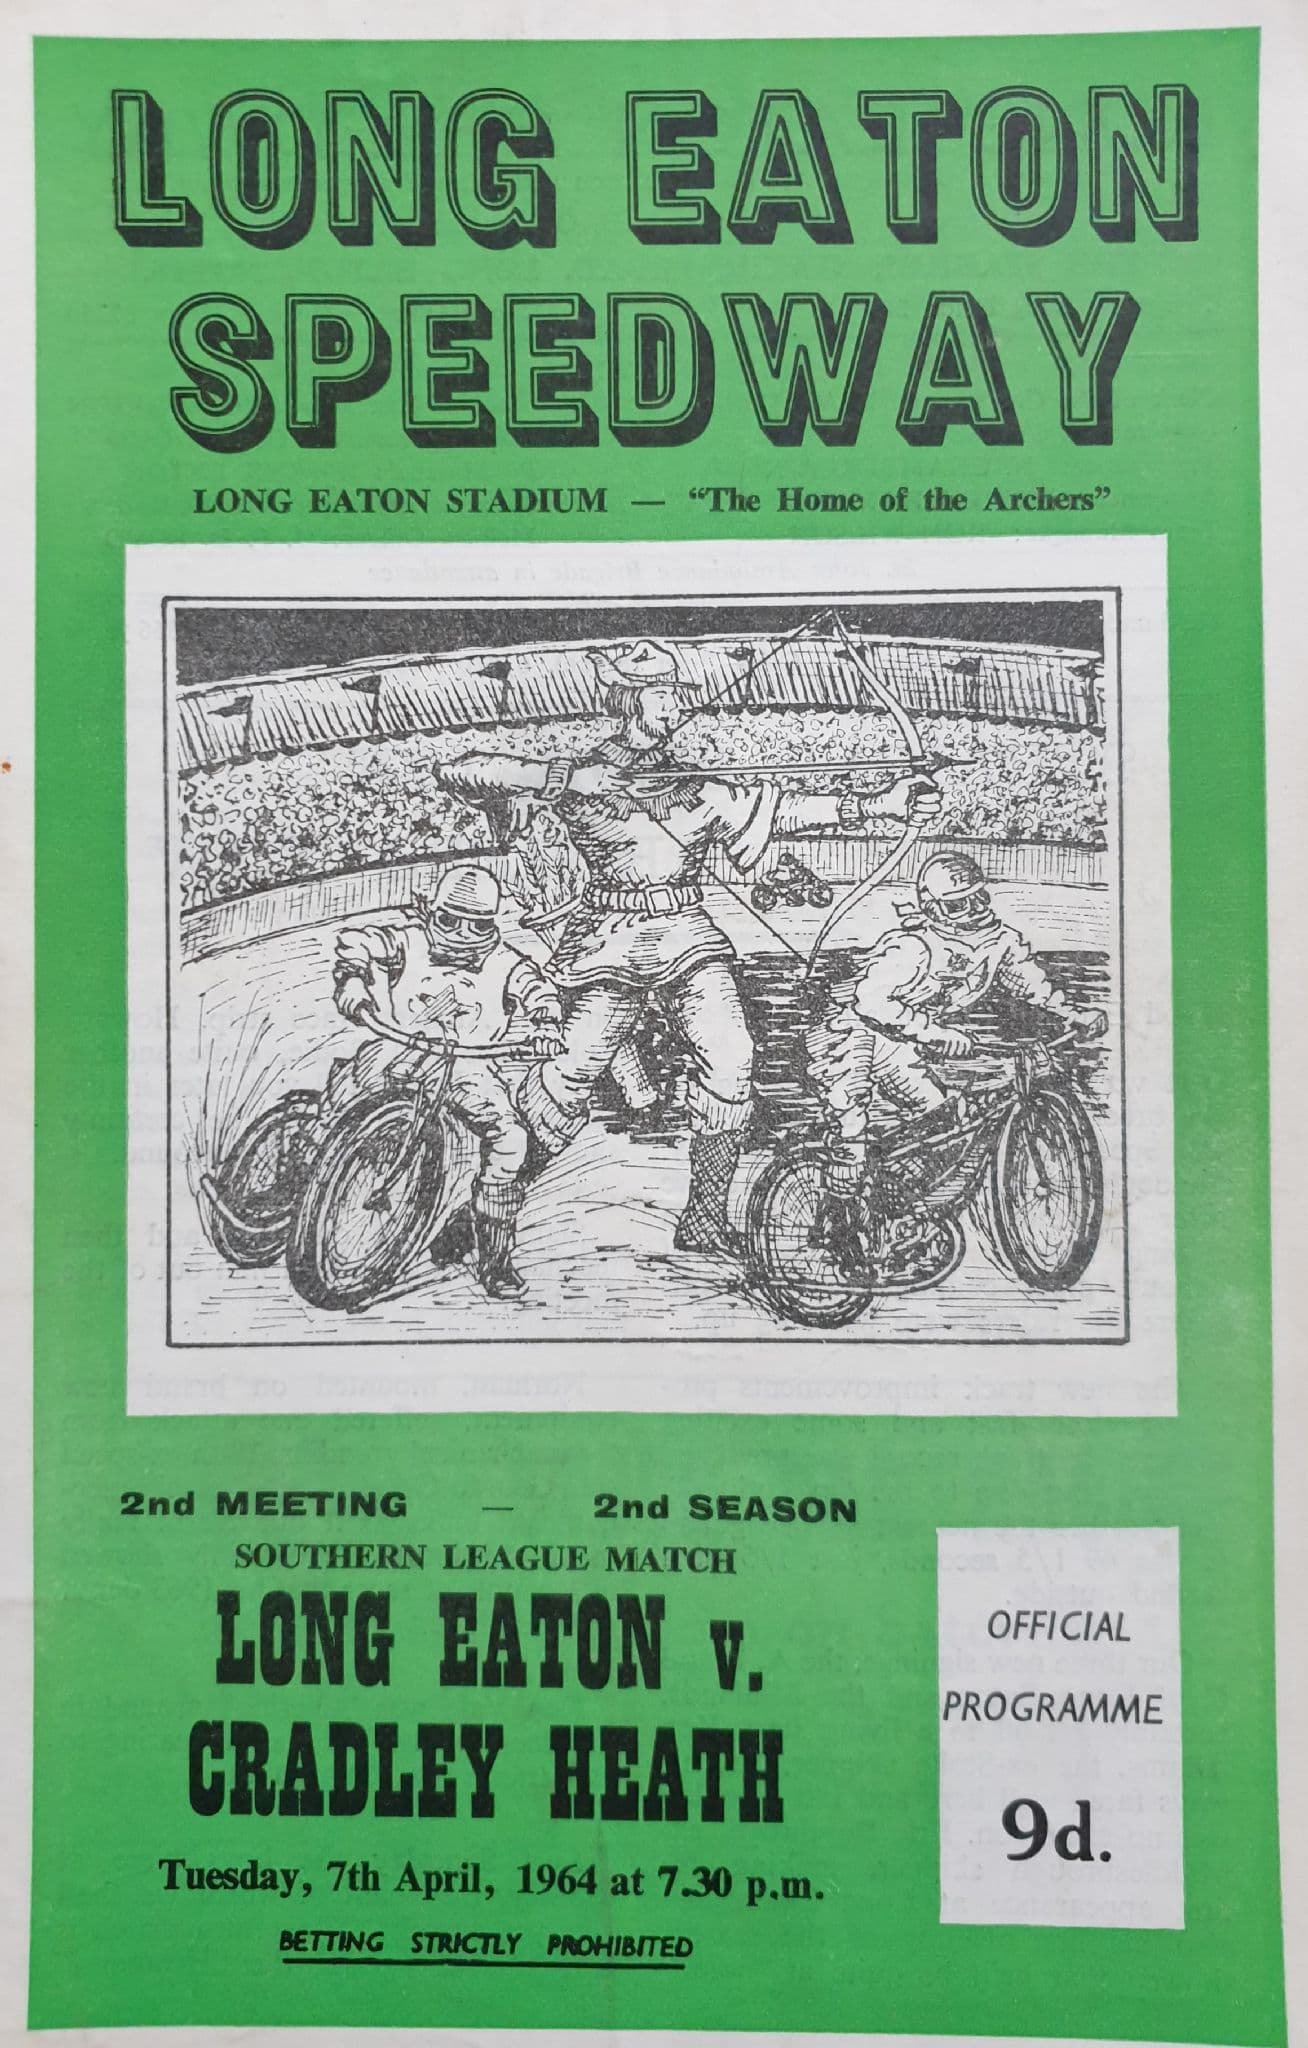 LONG EATON
SPEEDWAY
LONG EATON STADIUM — "The Home of the Archers"
2nd MEETING — 2nd SEASON
SOUTHERN LEAGUE MATCH
LONG EATON v.
CRADLEY HEATH
Tuesday, 7th April, 1964 at 7.30 p.m.
BETTING STRICTLY PROHIBITED
OFFICIAL
PROGRAMME
9d.